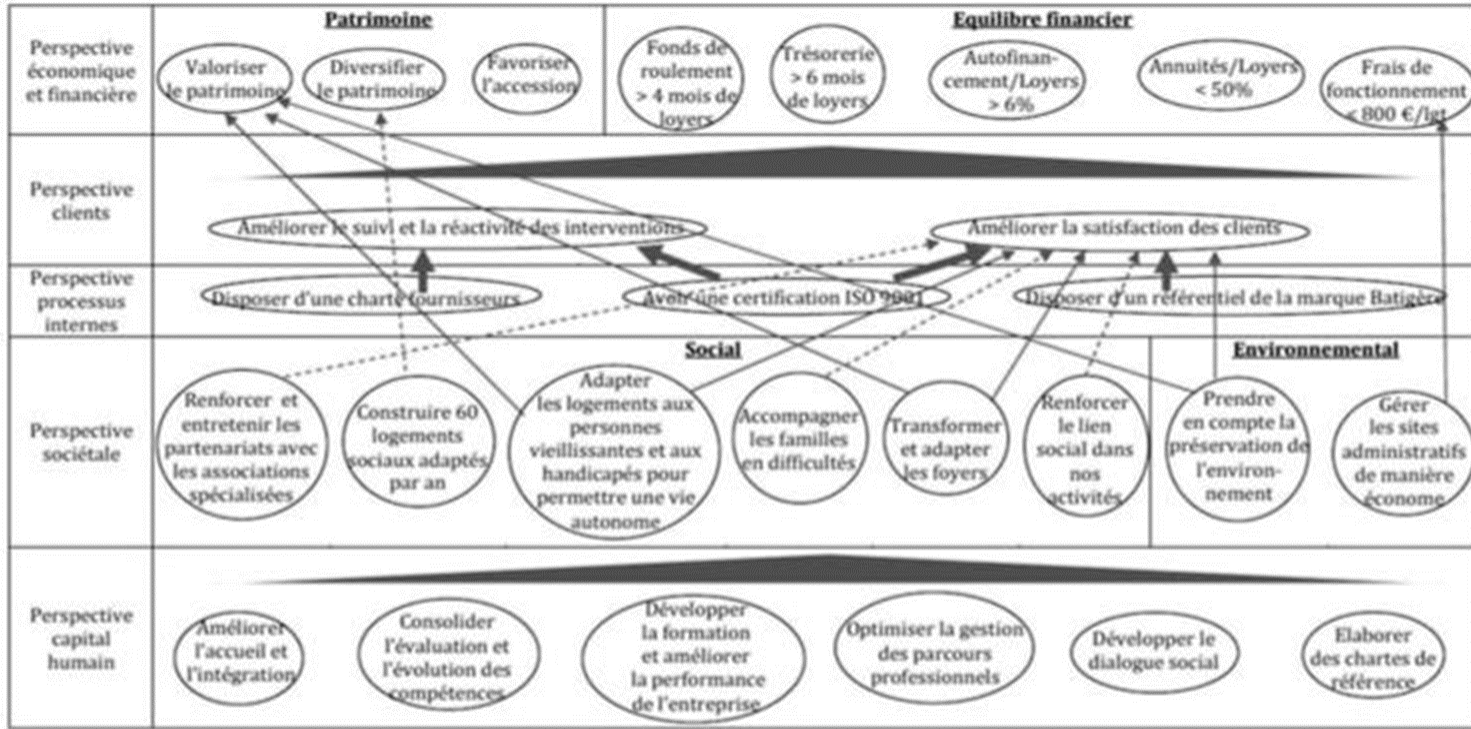 Patrimoine
Equilibre financier
Perspective
économique
et financière
Valoriser
le patrimoine
Diversifier
le patrimoine
Favoriser
l'accession
Fonds de
roulement
> 4 mois de
loyers
Trésorerie
> 6 mois
de loyers
Autofinan-
cement/Loyers
> 6%
Annuités/Loyers
< 50%
Frais de
fonctionnement
< 800 €/lgt
Perspective
clients
Améliorer le suivi et la réactivité des interventions
Améliorer la satisfaction des clients
Perspective
processus
internes
Disposer d'une charte fournisseurs
Avoir une certification ISO 9001
Disposer d'un référentiel de la marque Batigère
Social
Environnemental
Perspective
sociétale
Renforcer et
entretenir les
partenariats avec
les associations
spécialisées
Construire 60
logements
sociaux adaptés
par an
Adapter
les logements aux
personnes
vieillissantes et aux
handicapés pour
permettre une vie
autonome
Accompagner
les familles
en difficultés
Transformer
et adapter
les foyers
Renforcer
le lien
social dans
nos
activités
Prendre
en compte la
préservation de
l'environ-
nement
Gérer
les sites
administratifs
de manière
économe
Perspective
capital
humain
Améliorer
l'accueil et
l'intégration
Consolider
l'évaluation et
l'évolution des
compétences
Développer
la formation
et améliorer
la performance
de l'entreprise
Optimiser la gestion
des parcours
professionnels
Développer le
dialogue social
Elaborer
des chartes de
référence